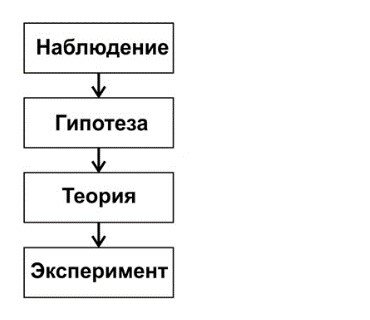 Наблюдение
Гипотеза
Теория
Эксперимент